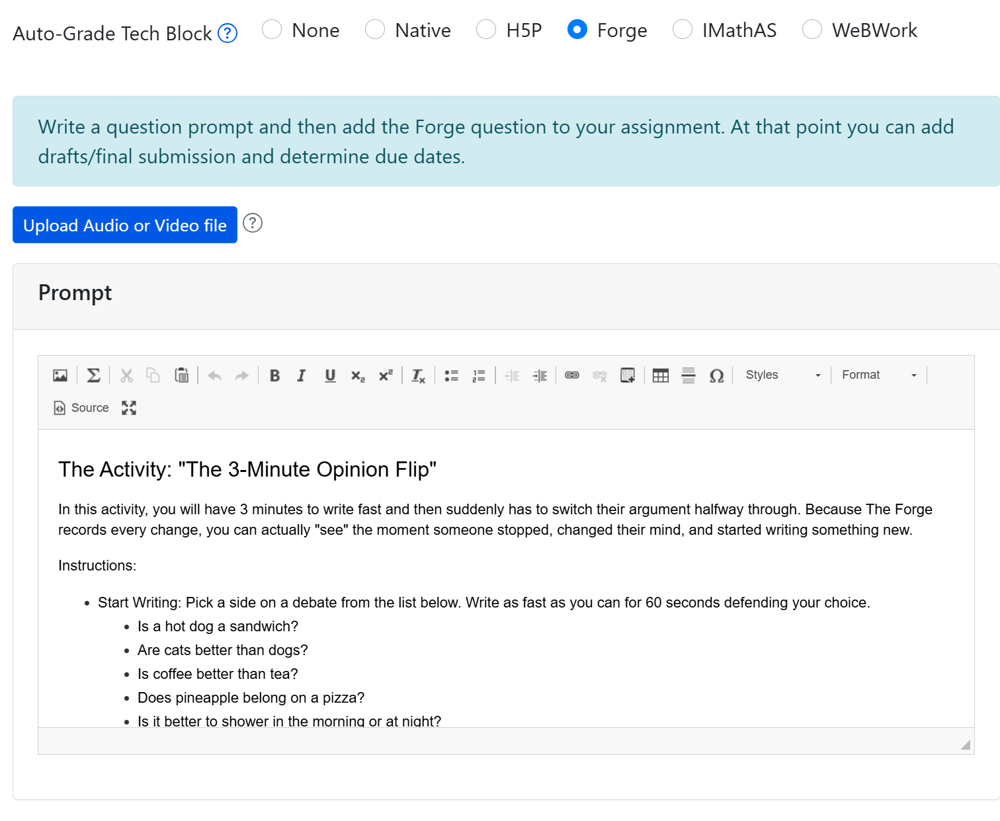 Auto-Grade Tech Block ? None Native H5P Forge IMathAS WeBWork
Write a question prompt and then add the Forge question to your assignment. At that point you can add
drafts/final submission and determine due dates.
Upload Audio or Video file ?
Prompt
Styles Format
Source
The Activity: "The 3-Minute Opinion Flip"
In this activity, you will have 3 minutes to write fast and then suddenly has to switch their argument halfway through. Because The Forge
records every change, you can actually "see" the moment someone stopped, changed their mind, and started writing something new.
Instructions:
• Start Writing: Pick a side on a debate from the list below. Write as fast as you can for 60 seconds defending your choice.
• Is a hot dog a sandwich?
• Are cats better than dogs?
• Is coffee better than tea?
• Does pineapple belong on a pizza?
• Is it better to shower in the morning or at night?